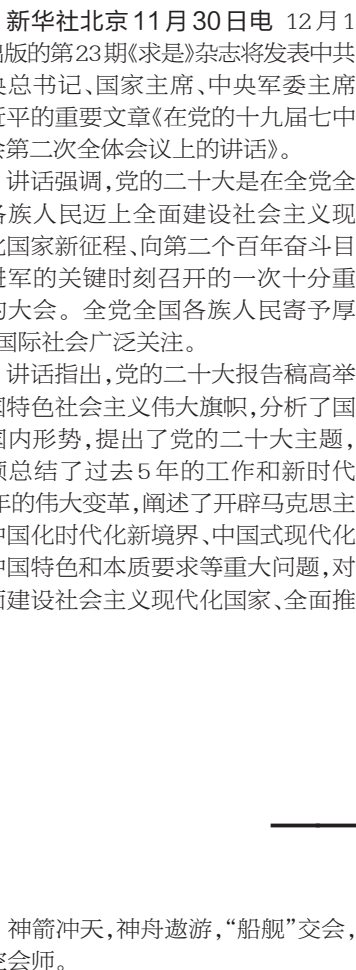 新华社北京11月30日电 12月1
出版的第23期《求是》杂志将发表中共
央总书记、国家主席、中央军委主席
近平的重要文章《在党的十九届七中
会第二次全体会议上的讲话》。
讲话强调,党的二十大是在全党全
各族人民迈上全面建设社会主义现
化国家新征程、向第二个百年奋斗目
进军的关键时刻召开的一次十分重
的大会。全党全国各族人民寄予厚
国际社会广泛关注。
讲话指出,党的二十大报告稿高举
国特色社会主义伟大旗帜,分析了国
国内形势,提出了党的二十大主题,
顾总结了过去5年的工作和新时代
年的伟大变革,阐述了开辟马克思主
中国化时代化新境界、中国式现代化
中国特色和本质要求等重大问题,对
面建设社会主义现代化国家、全面推
神箭冲天,神舟遨游,“船舰”交会,
空会师。